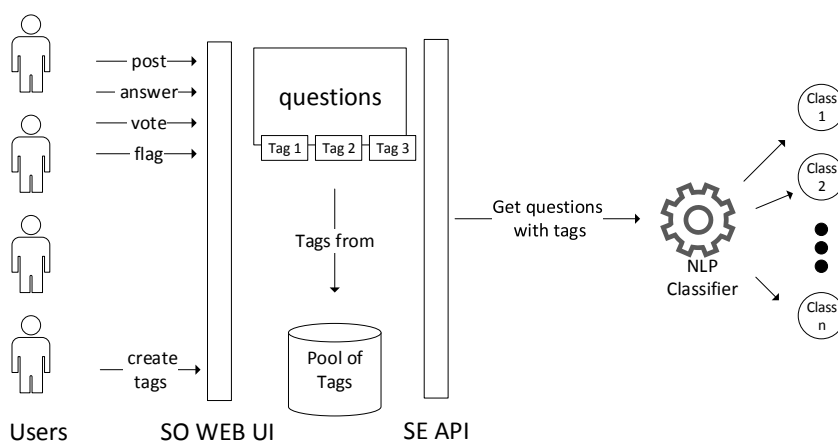 post
answer
vote
flag
create
tags
Users
SO WEB UI
questions
Tag 1
Tag 2
Tag 3
Tags from
Pool of
Tags
SE API
Get questions
with tags
NLP
Classifier
Class
1
Class
2
Class
n